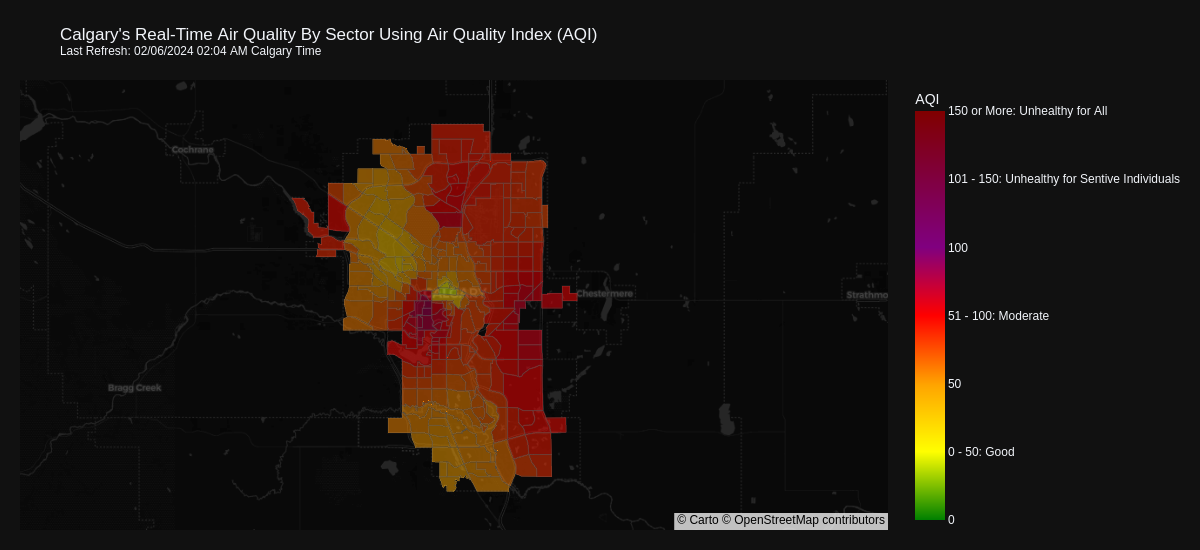 Calgary's Real-Time Air Quality By Sector Using Air Quality Index (AQI)
Last Refresh: 02/06/2024 02:04 AM Calgary Time
AQI
150 or More: Unhealthy for All
Cochrane
101 - 150: Unhealthy for Sentive Individuals
100
Chestermere
Strathmo
51 - 100: Moderate
50
Bragg Creek
0 - 50: Good
0
© Carto © OpenStreetMap contributors